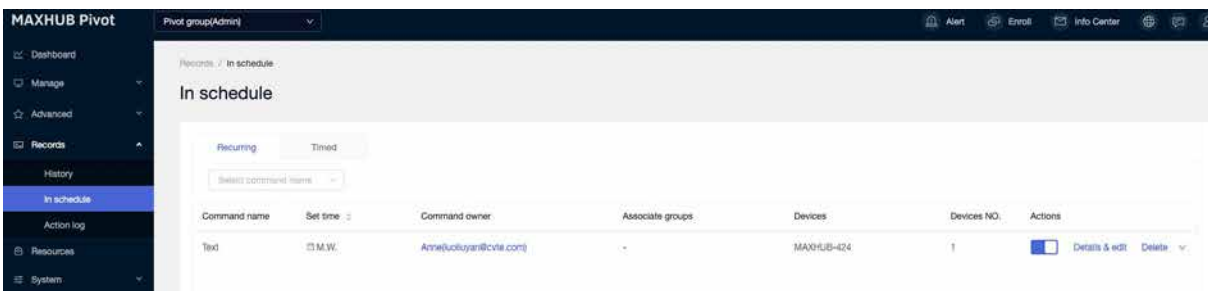 MAXHUB Pivot
Pivot group(Admin)
Alert
Enroll
Info Center
Dashboard
Manage
Advanced
Records
History
In schedule
Action log
Resources
System
Records / In schedule
In schedule
Recurring Timed
Select command name
Command name Set time Command owner Associate groups Devices Devices NO. Actions
Text M.W. Anne(luoliuyan@cvte.com) - MAXHUB-424 1 Details & edit Delete